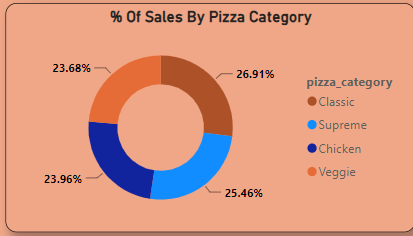 % Of Sales By Pizza Category
23.68%
26.91%
23.96%
25.46%
pizza_category
Classic
Supreme
Chicken
Veggie